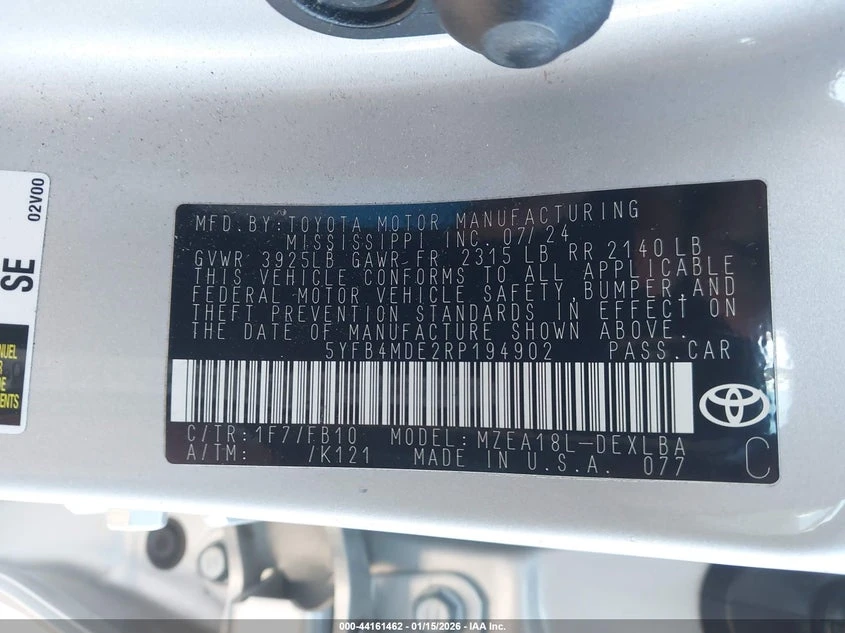 MFD.BY:TOYOTA MOTOR MANUFACTURING
MISSISSIPPI INC. 07/24
GVWR 3925LB GAWR FR 2315 LB RR 2140 LB
THIS VEHICLE CONFORMS TO ALL APPLICABLE
FEDERAL MOTOR VEHICLE SAFETY,BUMPER,AND
THEFT PREVENTION STANDARDS IN EFFECT ON
THE DATE OF MANUFACTURE SHOWN ABOVE.
5YFB4MDE2RP194902 PASS.CAR
C/TR:1F7/FB10 MODEL:MZEA18L-DEXLBA
A/TM: /K121 MADE IN U.S.A. 077
C
02V00
SE
000-44161462 - 01/15/2026 - IAA Inc.